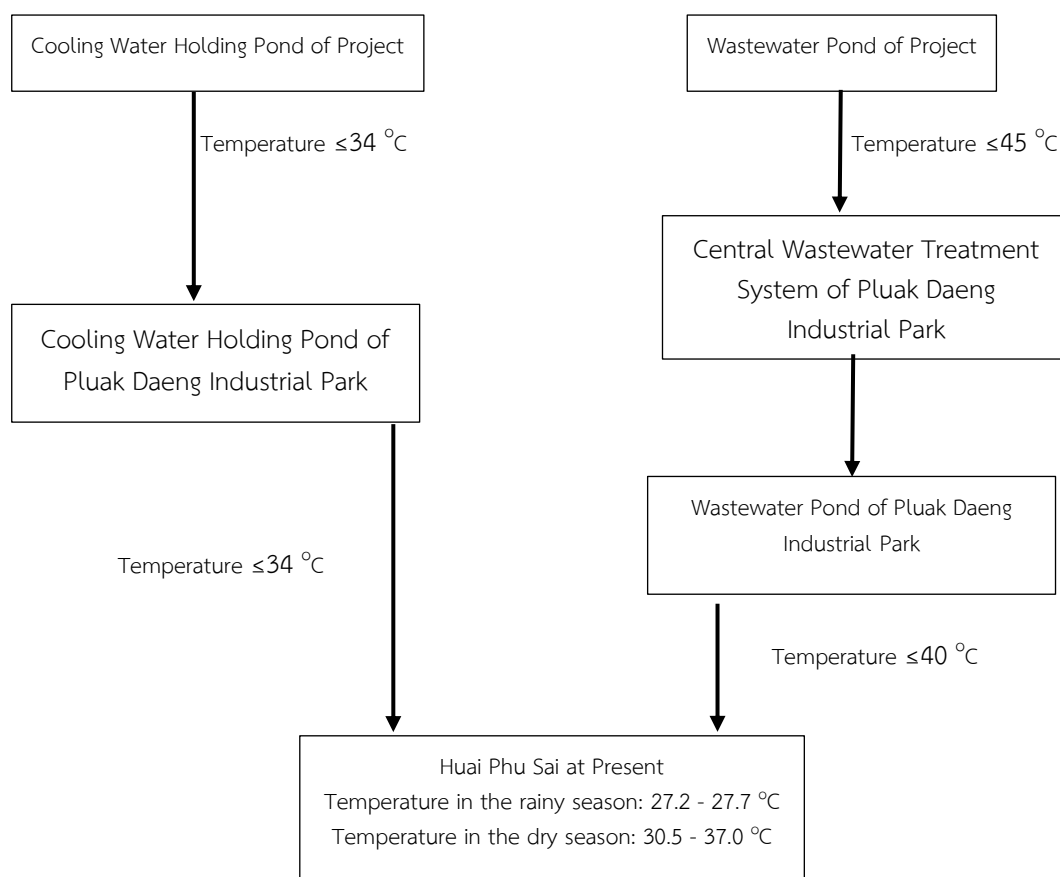 Cooling Water Holding Pond of Project
Wastewater Pond of Project
Temperature ≤34 °C
Temperature ≤45 °C
Central Wastewater Treatment
System of Pluak Daeng
Industrial Park
Cooling Water Holding Pond of
Pluak Daeng Industrial Park
Wastewater Pond of Pluak Daeng
Industrial Park
Temperature ≤34 °C
Temperature ≤40 °C
Huai Phu Sai at Present
Temperature in the rainy season: 27.2 - 27.7 °C
Temperature in the dry season: 30.5 - 37.0 °C